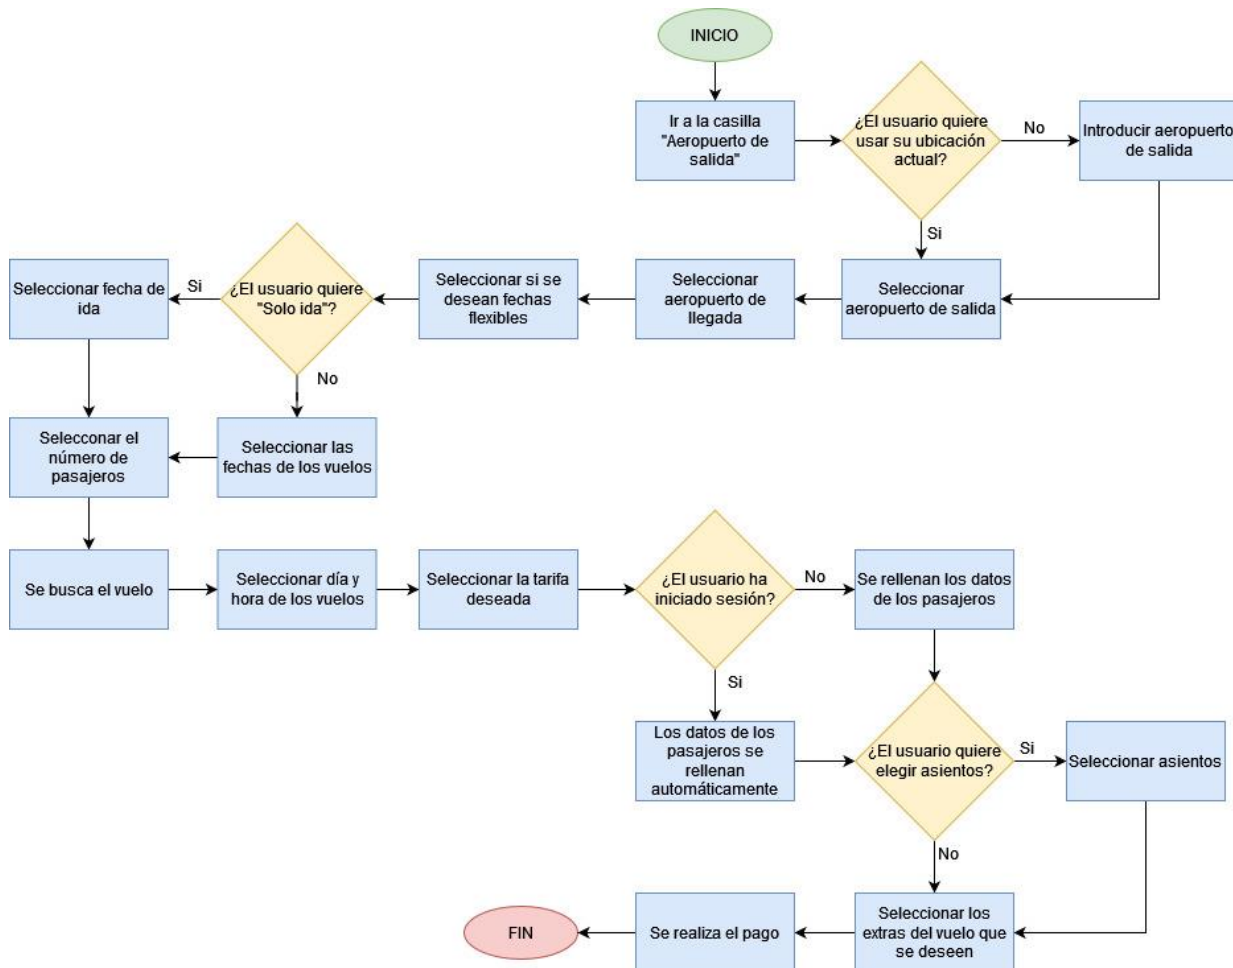 INICIO
Ir a la casilla
"Aeropuerto de
salida"
¿El usuario quiere
usar su ubicación
actual?
No
Introducir aeropuerto
de salida
Si
Seleccionar
aeropuerto de salida
Seleccionar
aeropuerto de
llegada
Seleccionar si se
desean fechas
flexibles
¿El usuario quiere
"Solo ida"?
Si
Seleccionar fecha de
ida
No
Seleccionar las
fechas de los vuelos
Selecconar el
número de
pasajeros
Se busca el vuelo
Seleccionar día y
hora de los vuelos
Seleccionar la tarifa
deseada
¿El usuario ha
iniciado sesión?
No
Se rellenan los datos
de los pasajeros
Si
Los datos de los
pasajeros se
rellenan
automáticamente
¿El usuario quiere
elegir asientos?
Si
Seleccionar asientos
No
Seleccionar los
extras del vuelo que
se deseen
Se realiza el pago
FIN